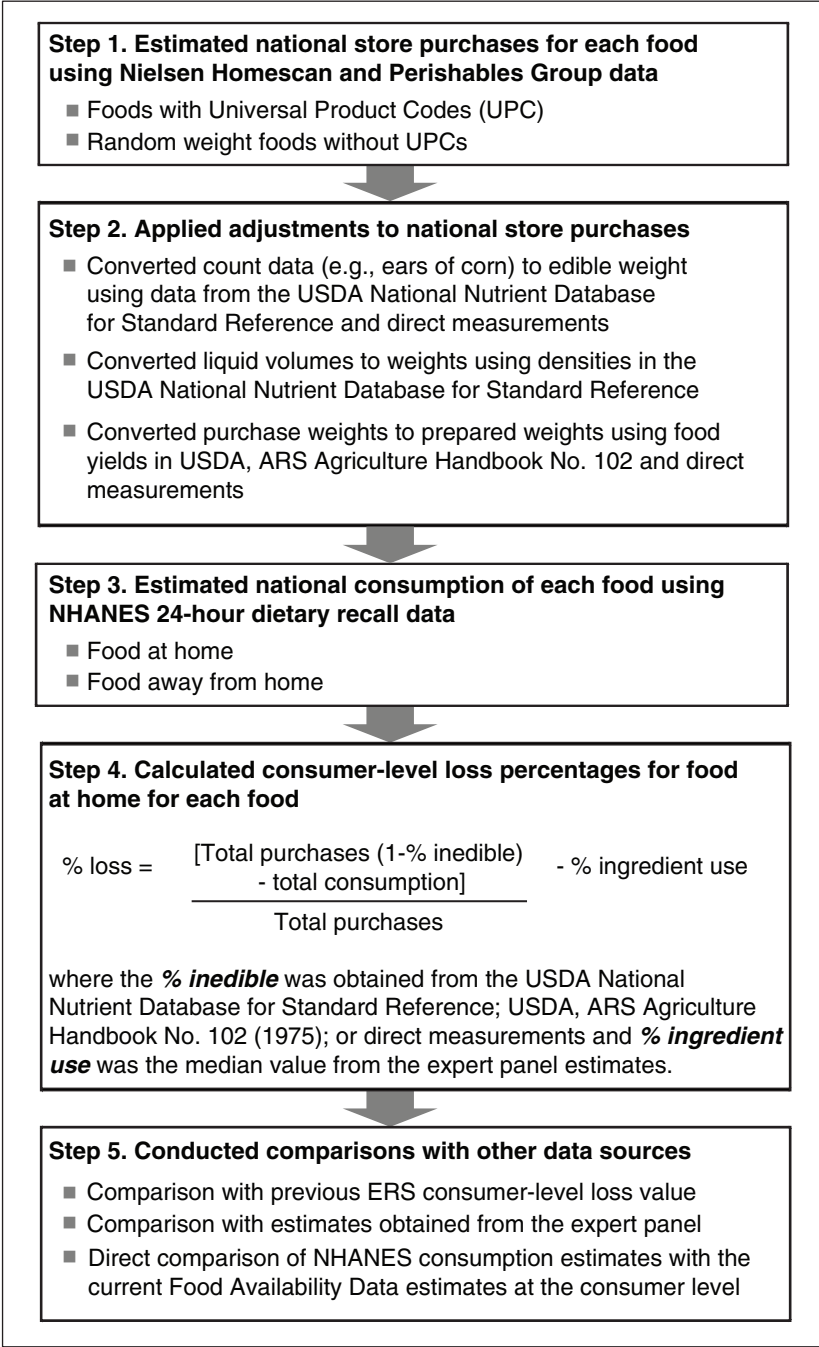 Step 1. Estimated national store purchases for each food
using Nielsen Homescan and Perishables Group data
■ Foods with Universal Product Codes (UPC)
■ Random weight foods without UPCs
Step 2. Applied adjustments to national store purchases
■ Converted count data (e.g., ears of corn) to edible weight
using data from the USDA National Nutrient Database
for Standard Reference and direct measurements
■ Converted liquid volumes to weights using densities in the
USDA National Nutrient Database for Standard Reference
■ Converted purchase weights to prepared weights using food
yields in USDA, ARS Agriculture Handbook No. 102 and direct
measurements
Step 3. Estimated national consumption of each food using
NHANES 24-hour dietary recall data
■ Food at home
■ Food away from home
Step 4. Calculated consumer-level loss percentages for food
at home for each food
% loss = [Total purchases (1-% inedible)
- total consumption] - % ingredient use
Total purchases
where the % inedible was obtained from the USDA National
Nutrient Database for Standard Reference; USDA, ARS Agriculture
Handbook No. 102 (1975); or direct measurements and % ingredient
use was the median value from the expert panel estimates.
Step 5. Conducted comparisons with other data sources
■ Comparison with previous ERS consumer-level loss value
■ Comparison with estimates obtained from the expert panel
■ Direct comparison of NHANES consumption estimates with the
current Food Availability Data estimates at the consumer level